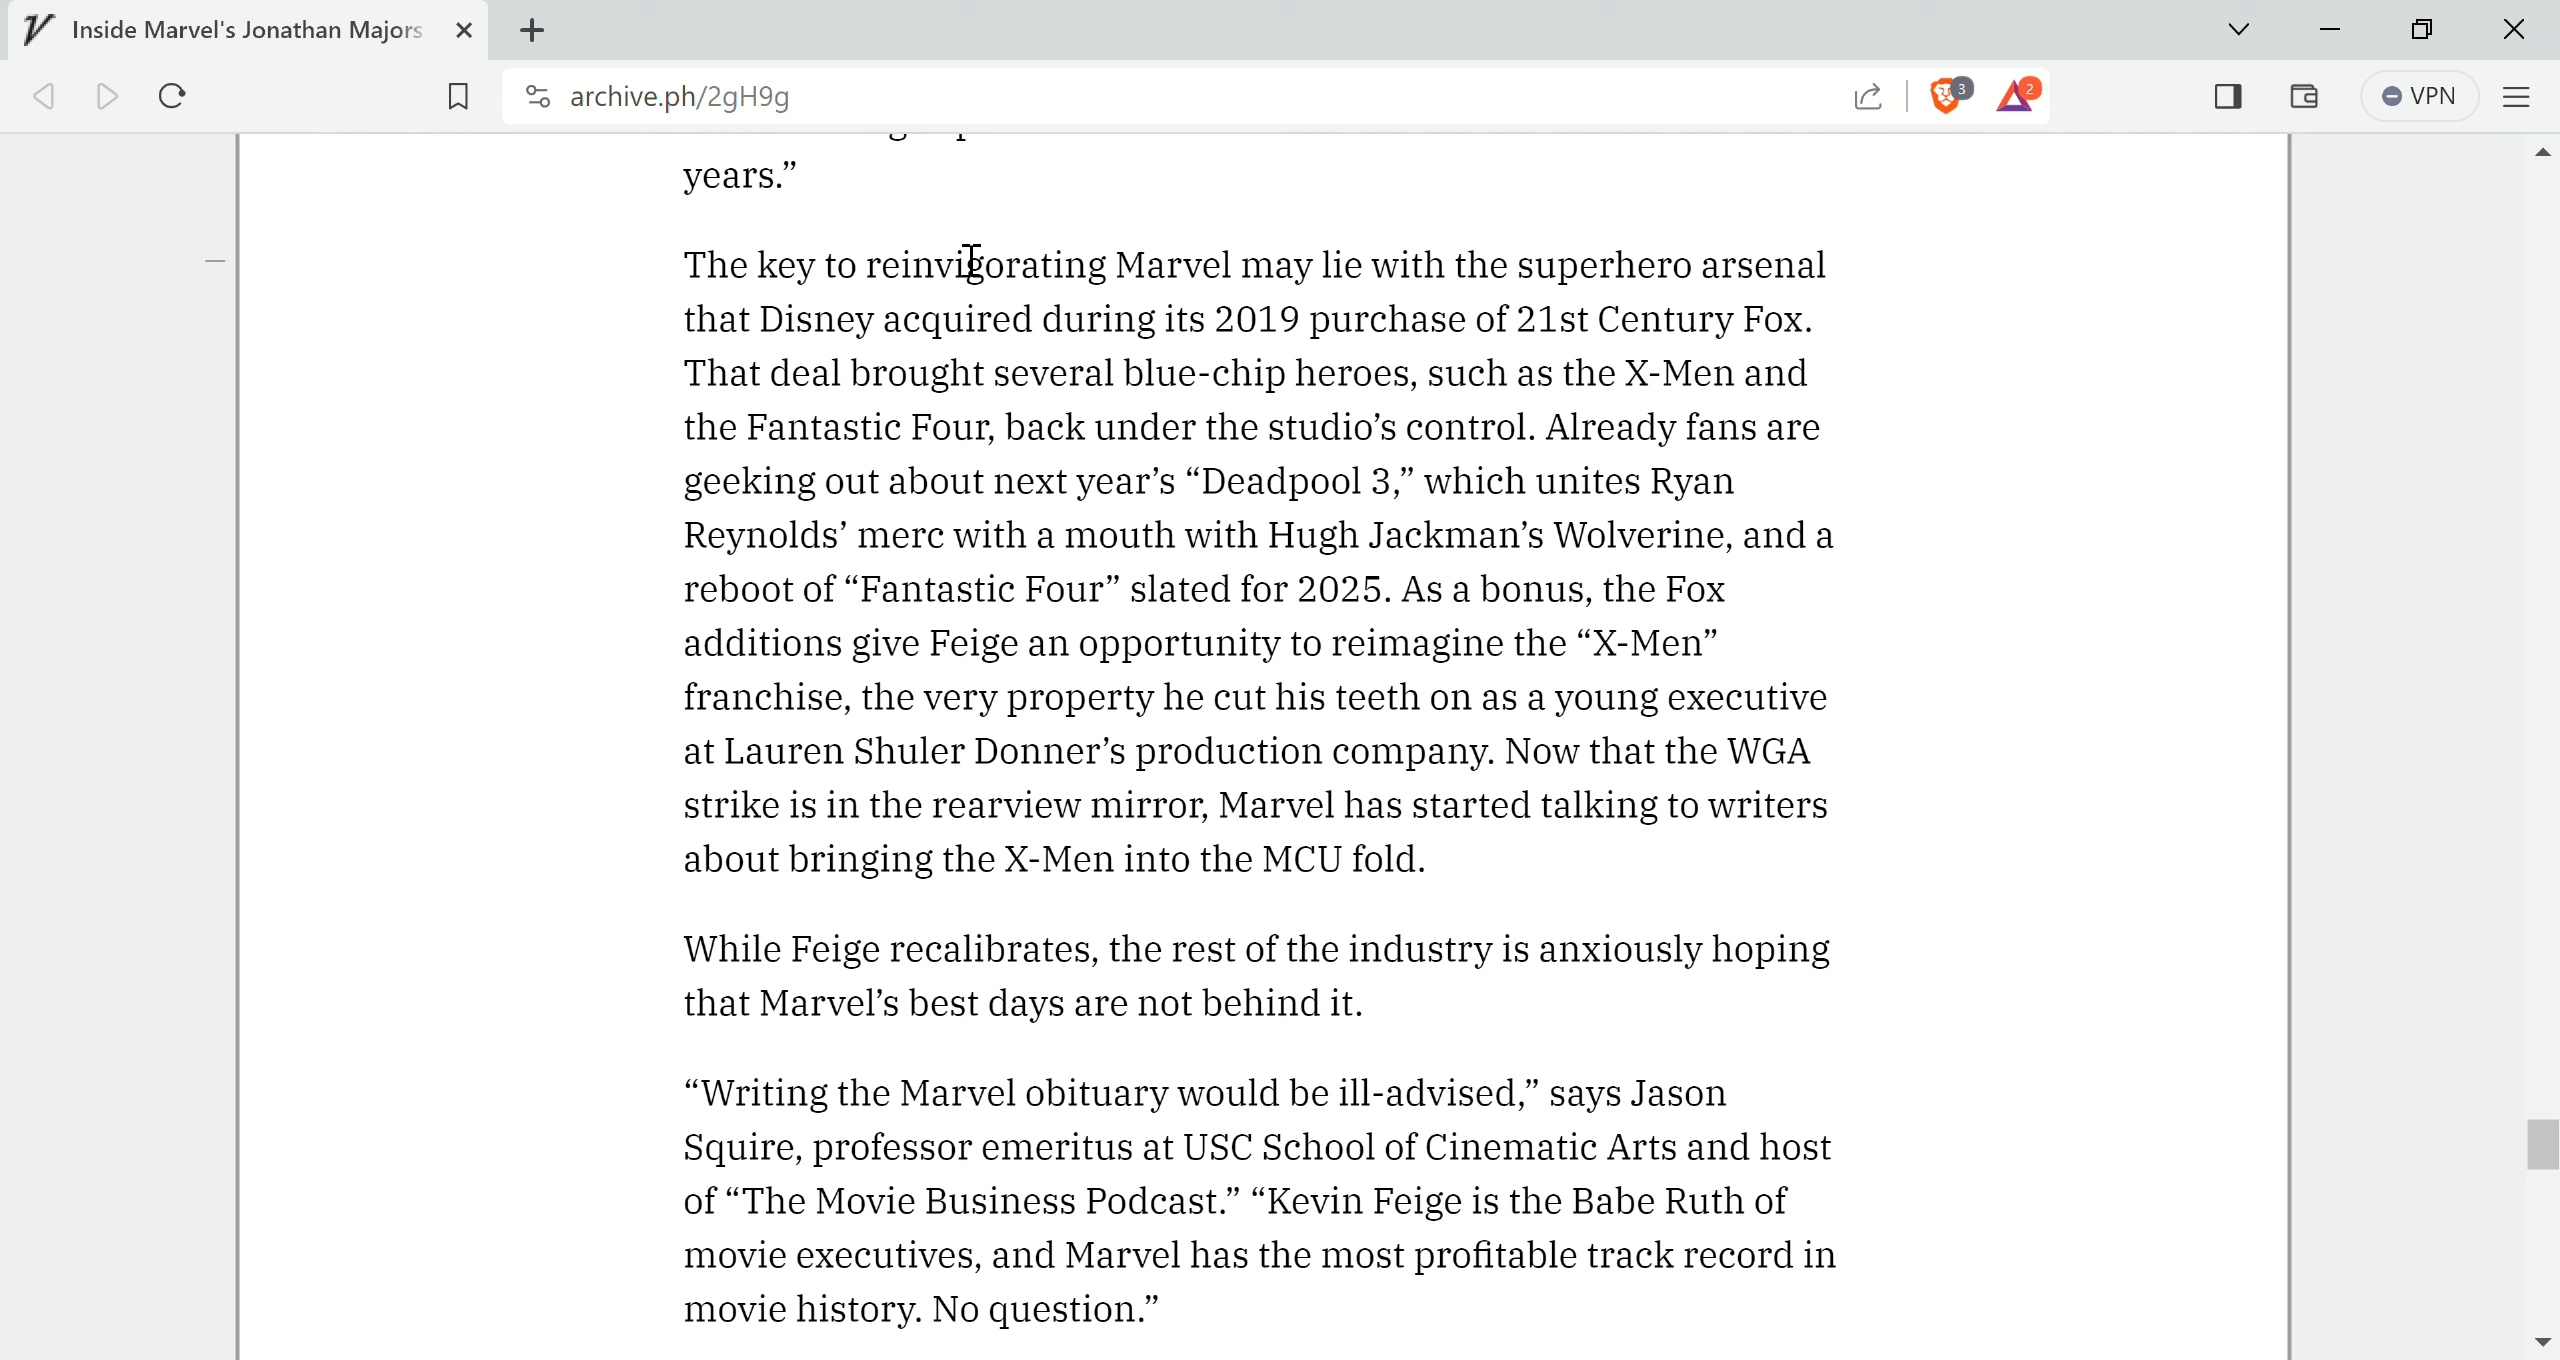 Inside Marvel's Jonathan Majors
archive.ph/2gH9g
3
2
VPN
years.”
The key to reinvigorating Marvel may lie with the superhero arsenal
that Disney acquired during its 2019 purchase of 21st Century Fox.
That deal brought several blue-chip heroes, such as the X-Men and
the Fantastic Four, back under the studio’s control. Already fans are
geeking out about next year’s “Deadpool 3,” which unites Ryan
Reynolds’ merc with a mouth with Hugh Jackman’s Wolverine, and a
reboot of “Fantastic Four” slated for 2025. As a bonus, the Fox
additions give Feige an opportunity to reimagine the “X-Men”
franchise, the very property he cut his teeth on as a young executive
at Lauren Shuler Donner’s production company. Now that the WGA
strike is in the rearview mirror, Marvel has started talking to writers
about bringing the X-Men into the MCU fold.
While Feige recalibrates, the rest of the industry is anxiously hoping
that Marvel’s best days are not behind it.
“Writing the Marvel obituary would be ill-advised,” says Jason
Squire, professor emeritus at USC School of Cinematic Arts and host
of “The Movie Business Podcast.” “Kevin Feige is the Babe Ruth of
movie executives, and Marvel has the most profitable track record in
movie history. No question.”